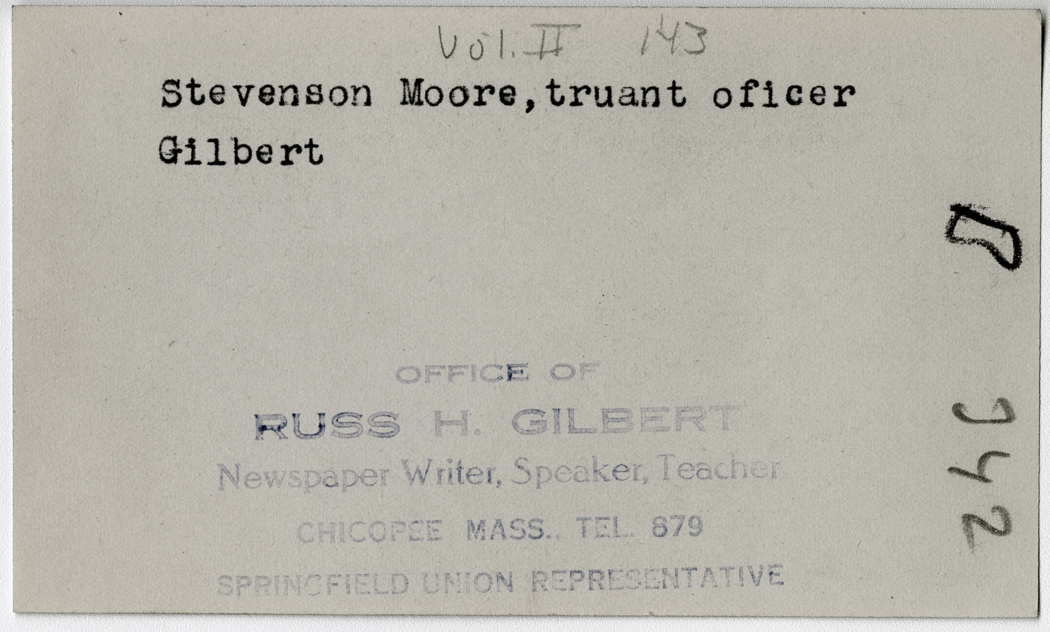 Vol. II 143
Stevenson Moore, truant oficer
Gilbert
OFFICE OF
RUSS H. GILBERT
Newspaper Writer, Speaker, Teacher
CHICOPEE MASS., TEL. 879
SPRINGFIELD UNION REPRESENTATIVE